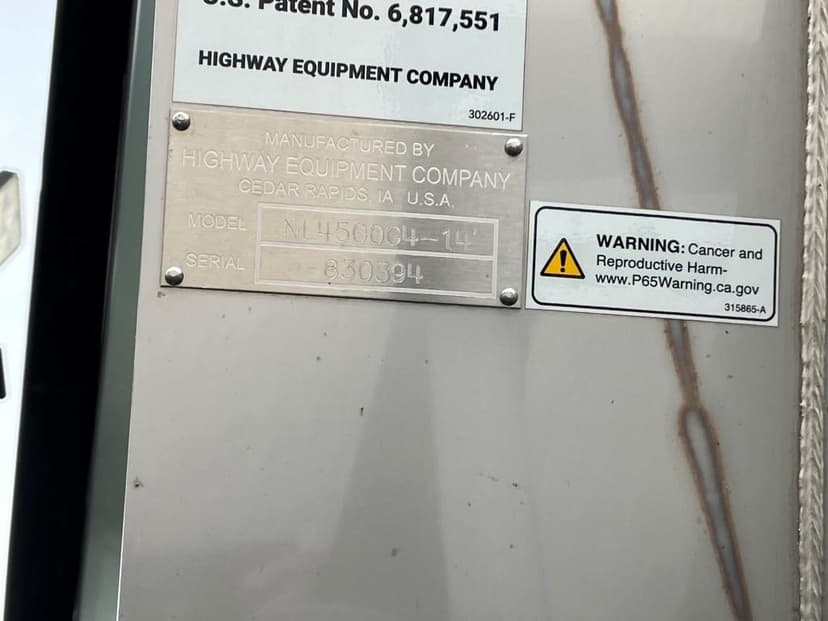 U.S. Patent No. 6,817,551
HIGHWAY EQUIPMENT COMPANY
302601-F
MANUFACTURED BY
HIGHWAY EQUIPMENT COMPANY
CEDAR RAPIDS, IA U.S.A.
MODEL NL4500G4-14'
SERIAL 830394
WARNING: Cancer and
Reproductive Harm-
www.P65Warning.ca.gov
315865-A